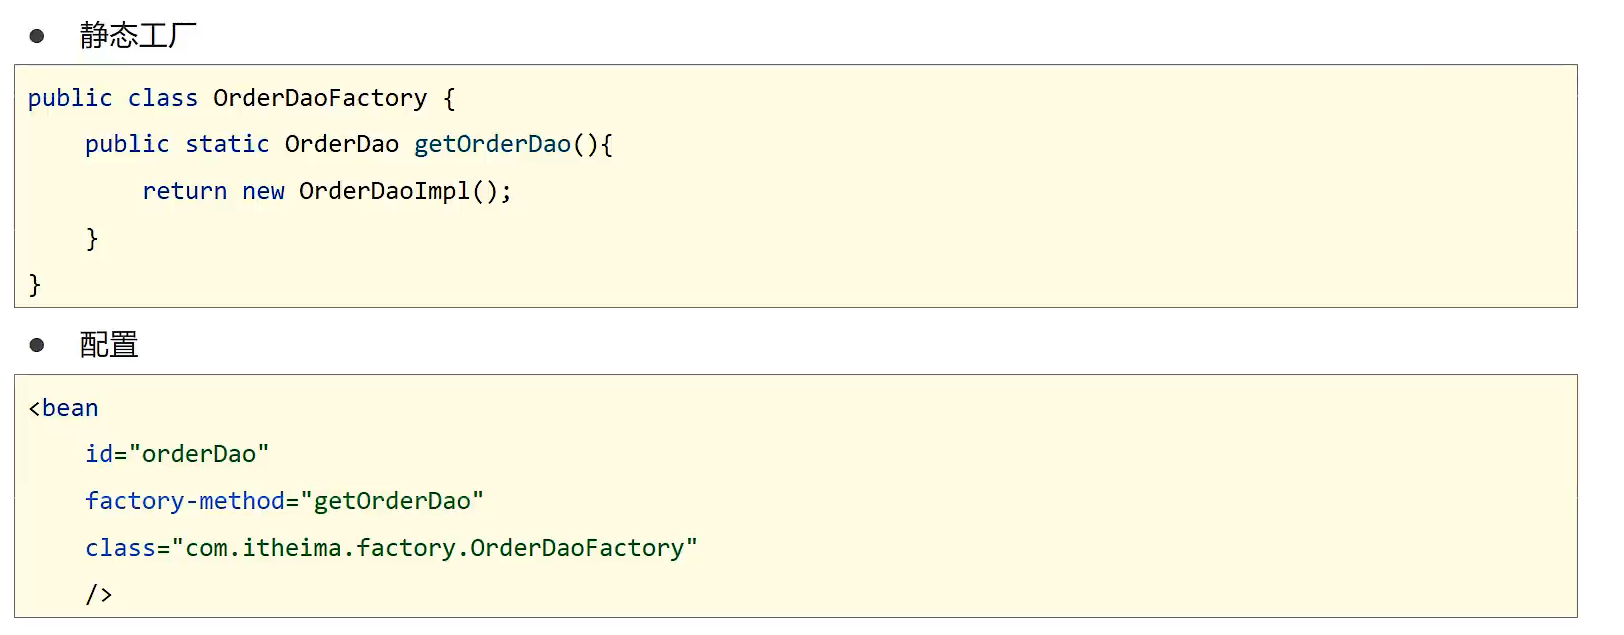 ● 静态工厂
public class OrderDaoFactory {
    public static OrderDao getOrderDao(){
        return new OrderDaoImpl();
    }
}
● 配置
<bean
    id="orderDao"
    factory-method="getOrderDao"
    class="com.itheima.factory.OrderDaoFactory"
    />